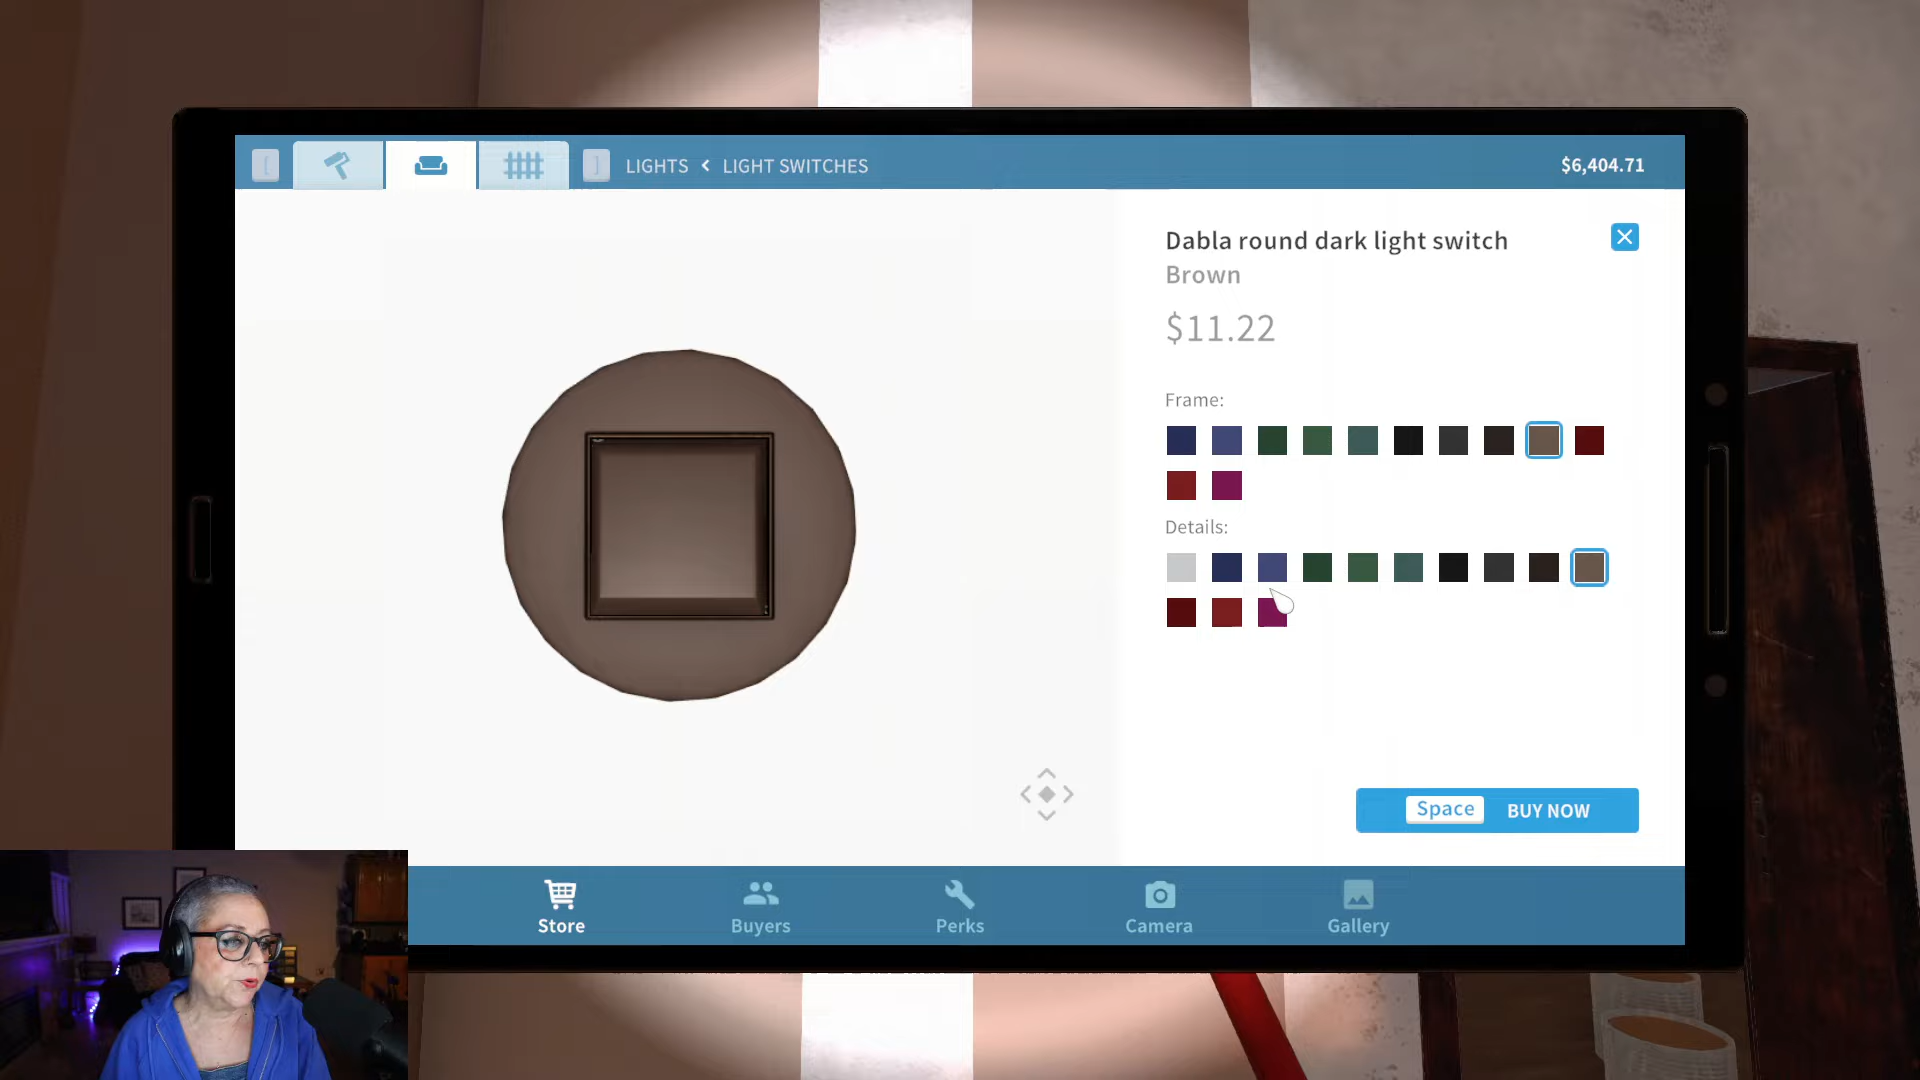 [
]
LIGHTS < LIGHT SWITCHES
$6,404.71
Dabla round dark light switch
Brown
$11.22
Frame:
Details:
Space BUY NOW
Store
Buyers
Perks
Camera
Gallery